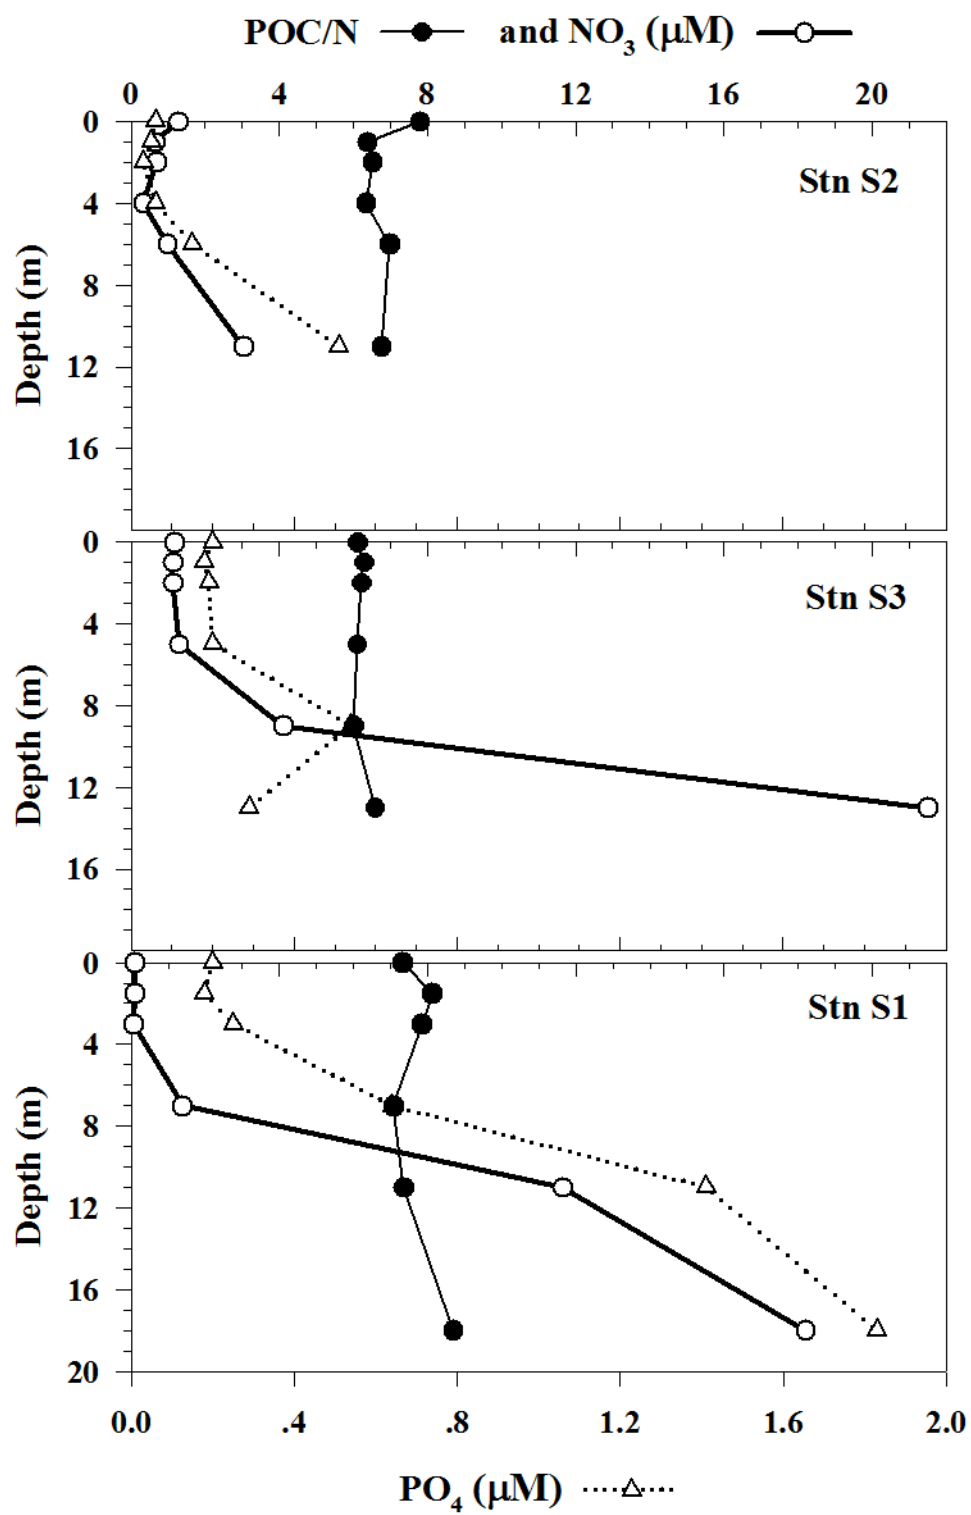 POC/N and NO3 (μM)
0 4 8 12 16 20
0
4
8
12
16
Depth (m)
Stn S2
0
4
8
12
16
Depth (m)
Stn S3
0
4
8
12
16
20
Depth (m)
Stn S1
0.0 .4 .8 1.2 1.6 2.0
PO4 (μM)